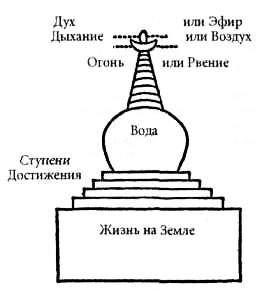 Дух или Эфир
Дыхание или Воздух
Огонь или Рвение
Вода
Ступени
Достижения
Жизнь на Земле